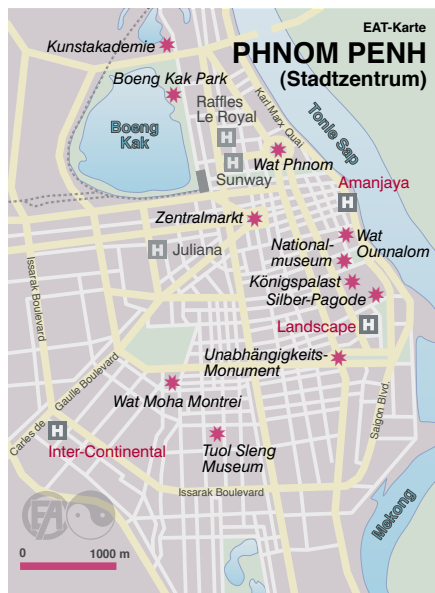 EAT-Karte
PHNOM PENH
(Stadtzentrum)
Kunstakademie
Boeng Kak Park
Raffles
Le Royal
Karl Marx Quai
Tonle Sap
Boeng
Kak
H
H
Wat Phnom
Sunway
Amanjaya
H
Zentralmarkt
Wat
Ounnalom
H
Juliana
National-
museum
Königspalast
Silber-Pagode
Issarak Boulevard
Landscape
H
Unabhängigkeits-
Monument
Carles de
Gaulle Boulevard
Wat Moha Montrei
Saigon Blvd.
H
Inter-Continental
Tuol Sleng
Museum
Issarak Boulevard
Mekong
EA
0 1000 m